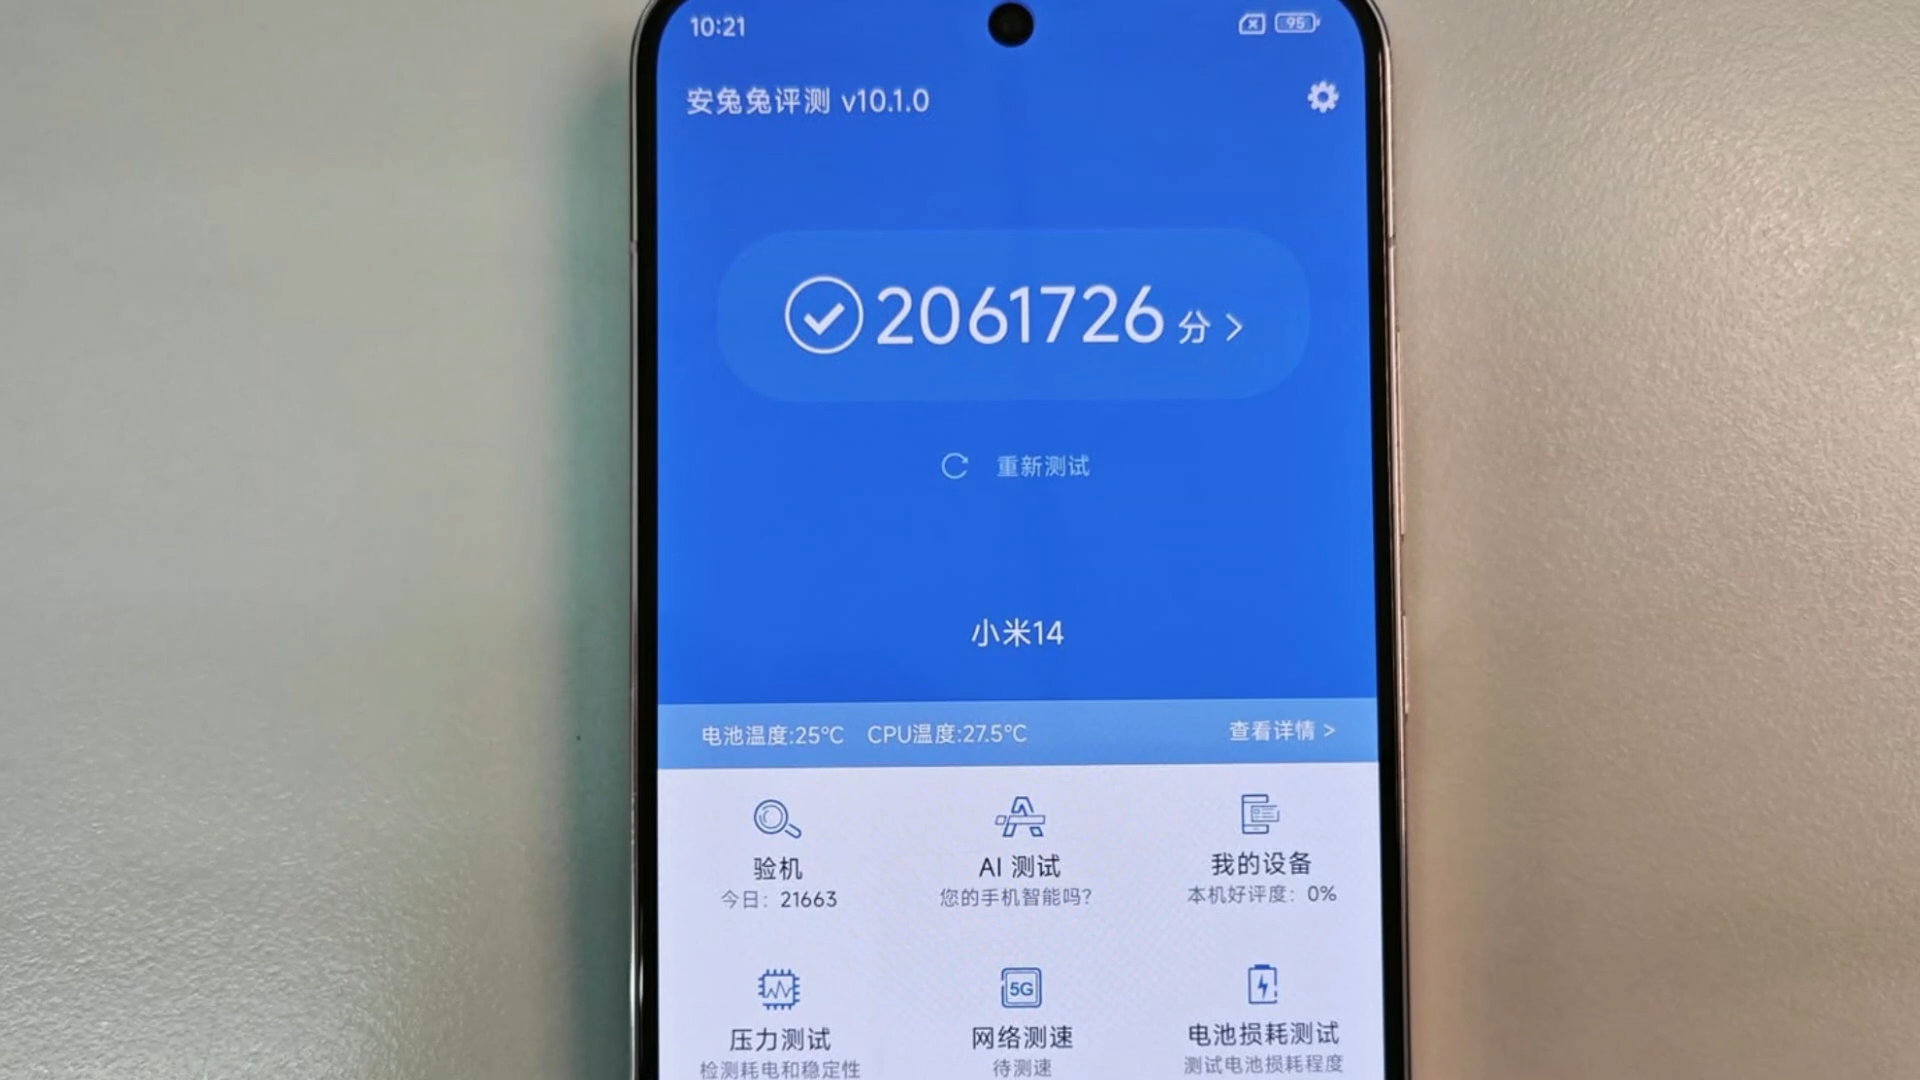 10:21
95
安兔兔评测 v10.1.0
2061726分 >
重新测试
小米14
电池温度:25℃ CPU温度:27.5℃ 查看详情 >
验机 AI 测试 我的设备
今日：21663 您的手机智能吗? 本机好评度：0%
5G
压力测试 网络测速 电池损耗测试
检测耗电和稳定性 待测速 测试电池损耗程度